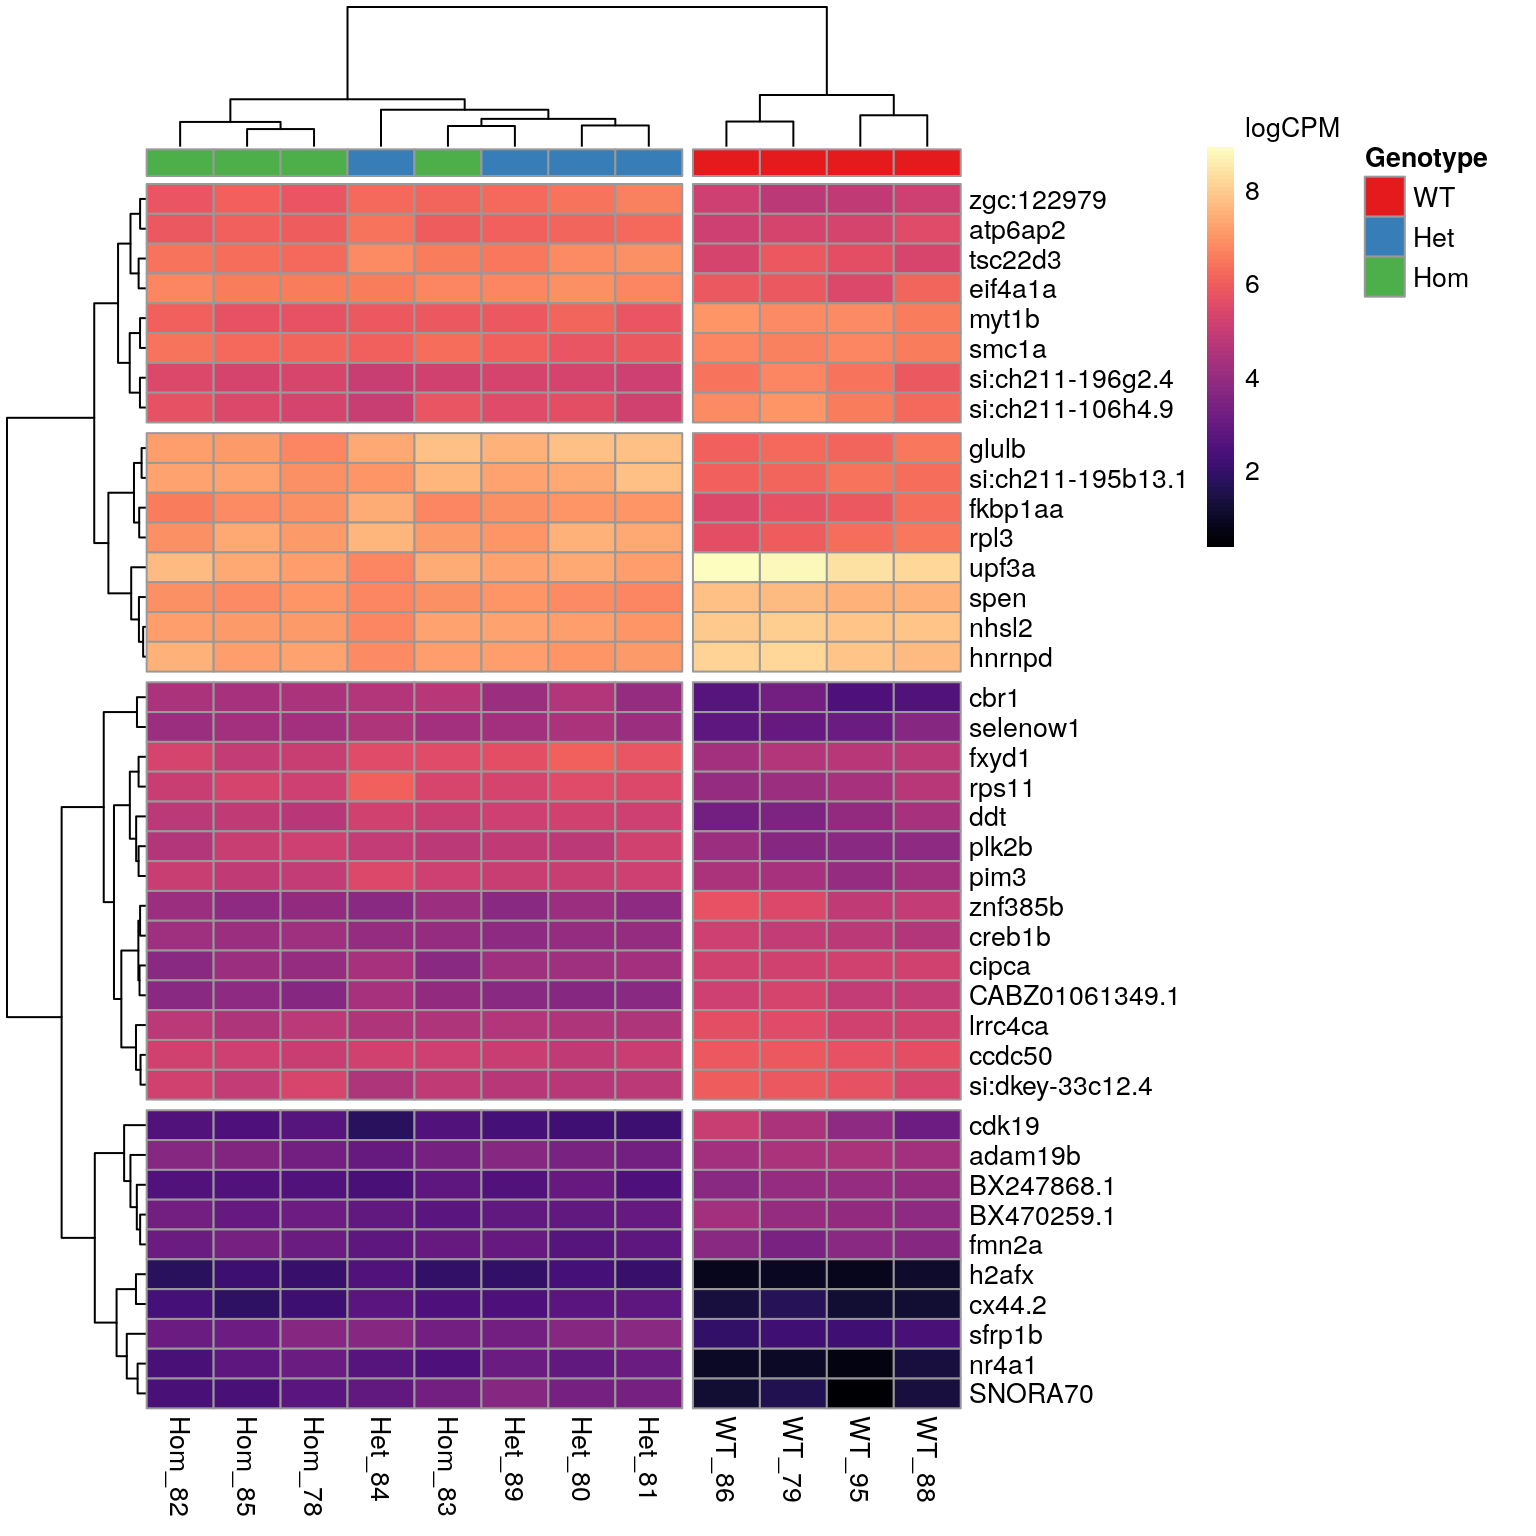 logCPM
8
6
4
2
Genotype
WT
Het
Hom
zgc:122979
atp6ap2
tsc22d3
eif4a1a
myt1b
smc1a
si:ch211-196g2.4
si:ch211-106h4.9
glulb
si:ch211-195b13.1
fkbp1aa
rpl3
upf3a
spen
nhsl2
hnrnpd
cbr1
selenow1
fxyd1
rps11
ddt
plk2b
pim3
znf385b
creb1b
cipca
CABZ01061349.1
lrrc4ca
ccdc50
si:dkey-33c12.4
cdk19
adam19b
BX247868.1
BX470259.1
fmn2a
h2afx
cx44.2
sfrp1b
nr4a1
SNORA70
Hom_82
Hom_85
Hom_78
Het_84
Hom_83
Het_89
Het_80
Het_81
WT_86
WT_79
WT_95
WT_88